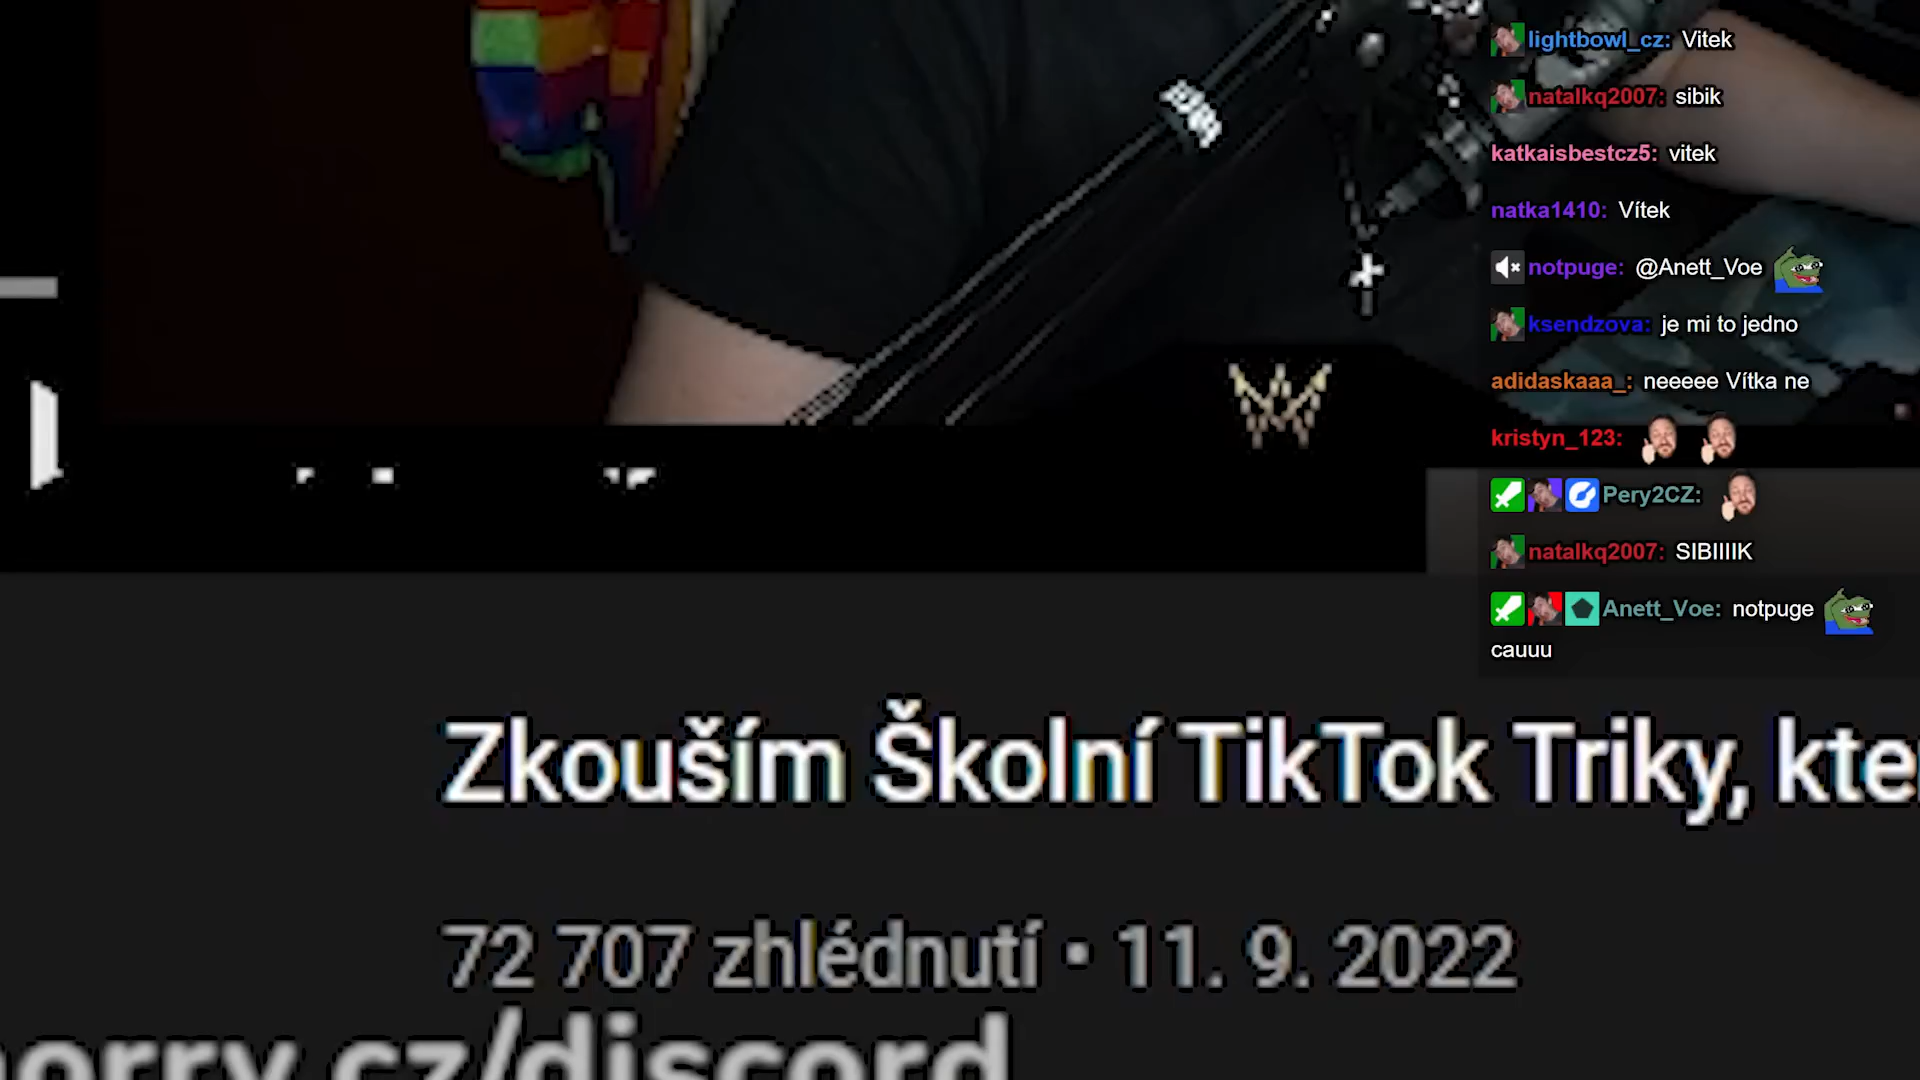 lightbowl_cz: Vitek
natalkq2007: sibik
katkaisbestcz5: vitek
natka1410: Vítek
notpuge: @Anett_Voe
ksendzova: je mi to jedno
adidaskaaa_: neeeee Vítka ne
kristyn_123:
Pery2CZ:
natalkq2007: SIBIIIIK
Anett_Voe: notpuge
cauuu
Zkouším Školní TikTok Triky, kte
72 707 zhlédnutí • 11. 9. 2022
orry.cz/discord